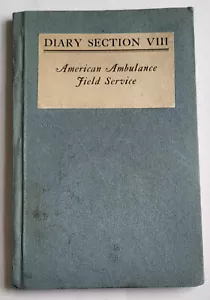 DIARY SECTION VIII
American Ambulance
Field Service